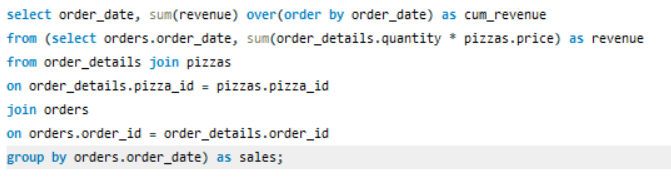 select order_date, sum(revenue) over(order by order_date) as cum_revenue
from (select orders.order_date, sum(order_details.quantity * pizzas.price) as revenue
from order_details join pizzas
on order_details.pizza_id = pizzas.pizza_id
join orders
on orders.order_id = order_details.order_id
group by orders.order_date) as sales;